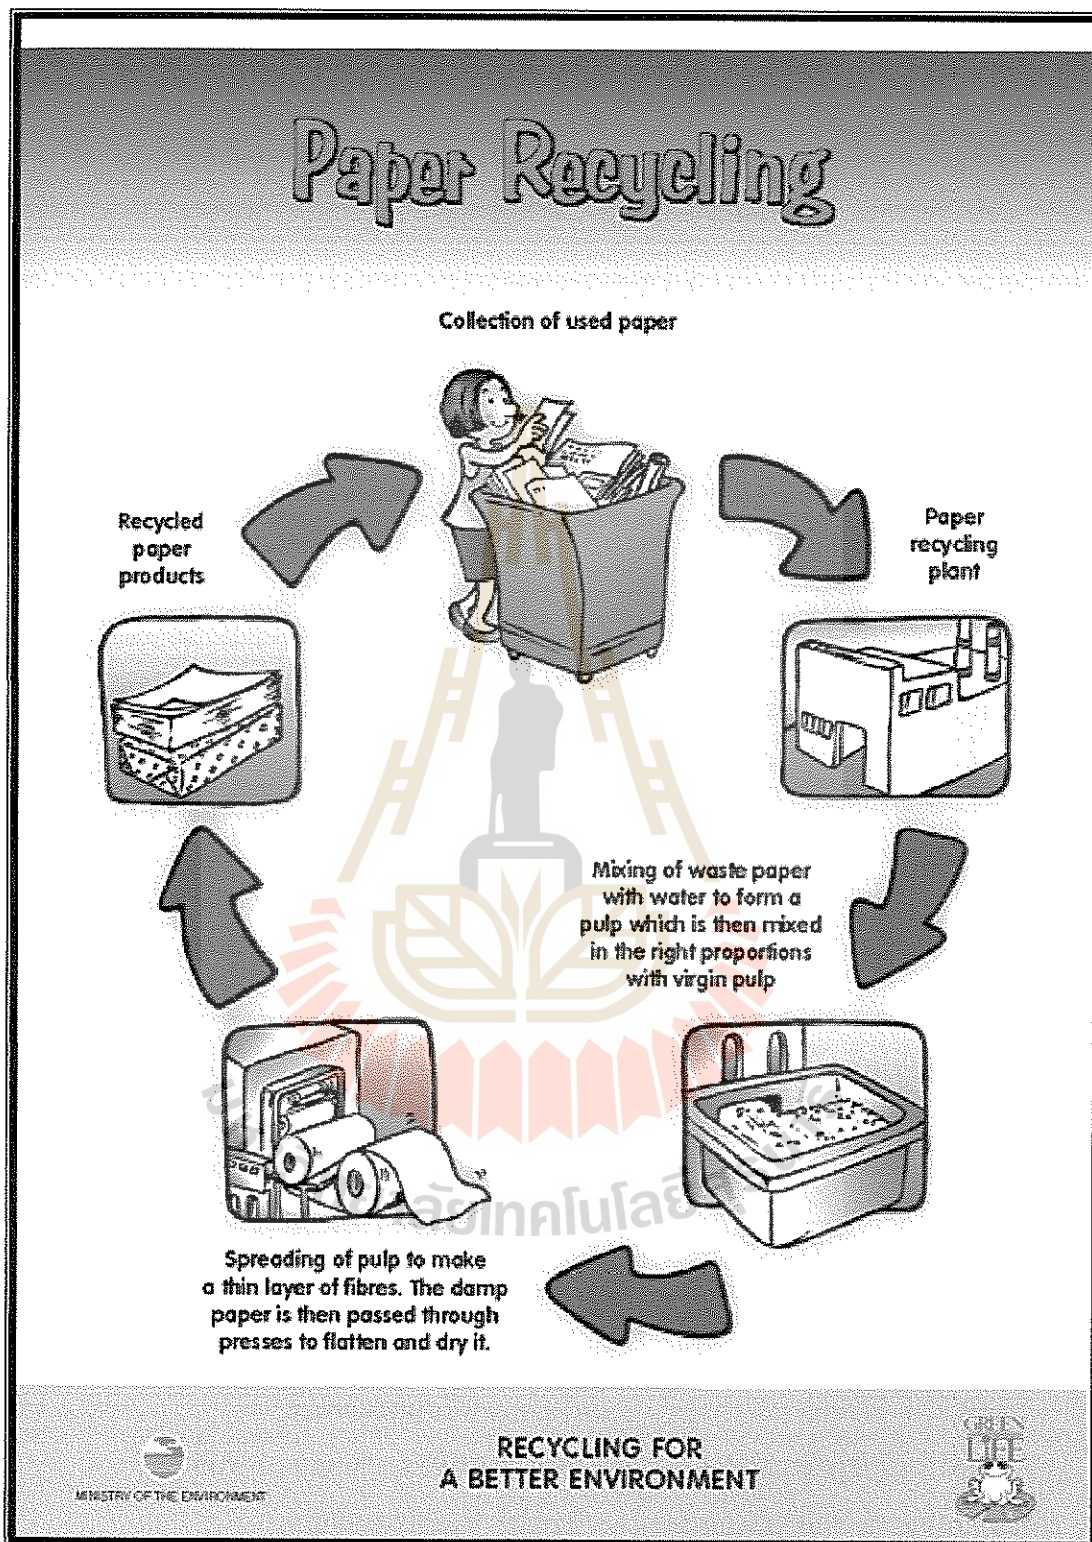 Paper Recycling
Collection of used paper
Recycled
paper
products
Paper
recycling
plant
Mixing of waste paper
with water to form a
pulp which is then mixed
in the right proportions
with virgin pulp
Spreading of pulp to make
a thin layer of fibres. The damp
paper is then passed through
presses to flatten and dry it.
MINISTRY OF THE ENVIRONMENT
RECYCLING FOR
A BETTER ENVIRONMENT
GREEN
LIFE